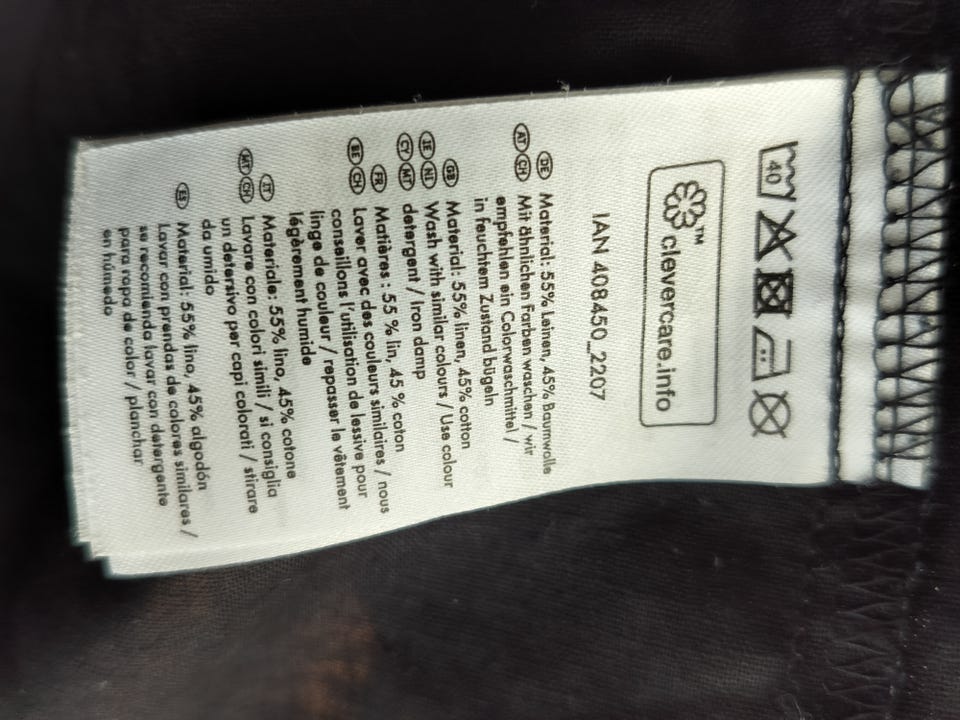 40
clevercare.info™
IAN 408450_2207
DE AT CH Material: 55% Leinen, 45% Baumwolle
Mit ähnlichen Farben waschen / wir
empfehlen ein Colorwaschmittel /
in feuchtem Zustand bügeln
GB IE NI CY MT Material: 55% linen, 45% cotton
Wash with similar colours / Use colour
detergent / Iron damp
FR BE CH Matières : 55 % lin, 45 % coton
Laver avec des couleurs similaires / nous
conseillons l'utilisation de lessive pour
linge de couleur / repasser le vêtement
légèrement humide
IT MT CH Materiale: 55% lino, 45% cotone
Lavare con colori simili / si consiglia
un detersivo per capi colorati / stirare
da umido
ES Material: 55% lino, 45% algodón
Lavar con prendas de colores similares /
se recomienda lavar con detergente
para ropa de color / planchar
en húmedo